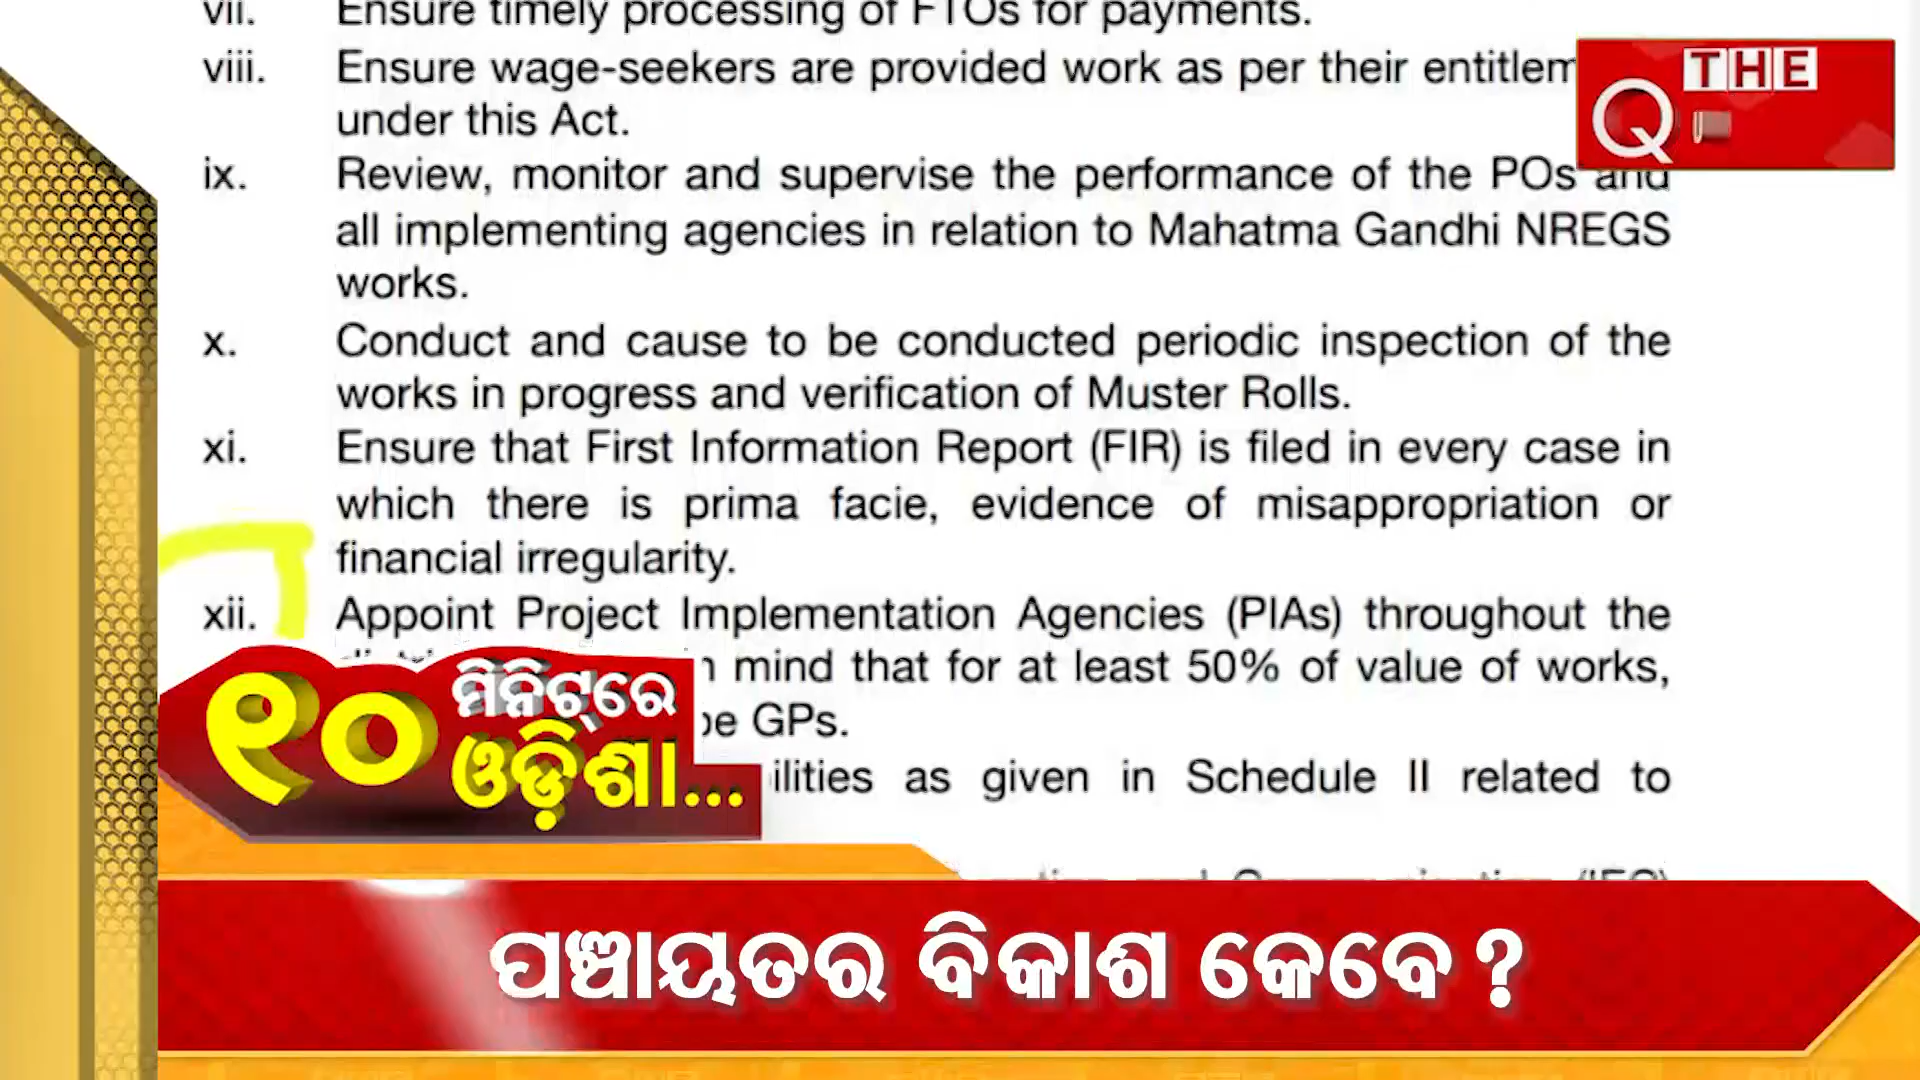 vii. Ensure timely processing of FTOs for payments.
viii. Ensure wage-seekers are provided work as per their
under this Act.
ix. Review, monitor and supervise the performance of the POs and
all implementing agencies in relation to Mahatma Gandhi NREGS
works.
x. Conduct and cause to be conducted periodic inspection of the
works in progress and verification of Muster Rolls.
xi. Ensure that First Information Report (FIR) is filed in every case in
which there is prima facie, evidence of misappropriation or
financial irregularity.
xii. Appoint Project Implementation Agencies (PIAs) throughout the
mind that for at least 50% of value of works,
be GPs.
as given in Schedule II related to
THE
Q
୧୦ ମିନିଟ୍‌ରେ
ଓଡ଼ିଶା...
ପଞ୍ଚାୟତର ବିକାଶ କେବେ ?